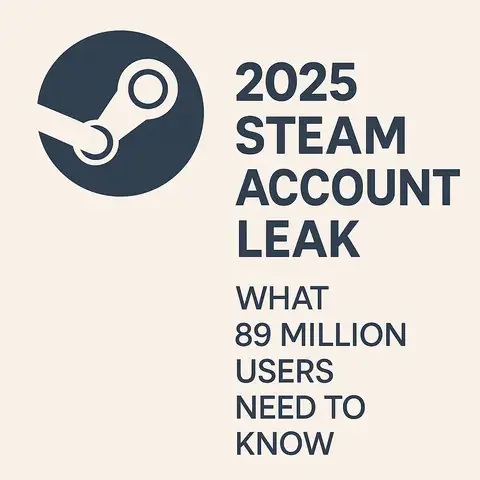 2025
STEAM
ACCOUNT
LEAK
WHAT
89 MILLION
USERS
NEED TO
KNOW